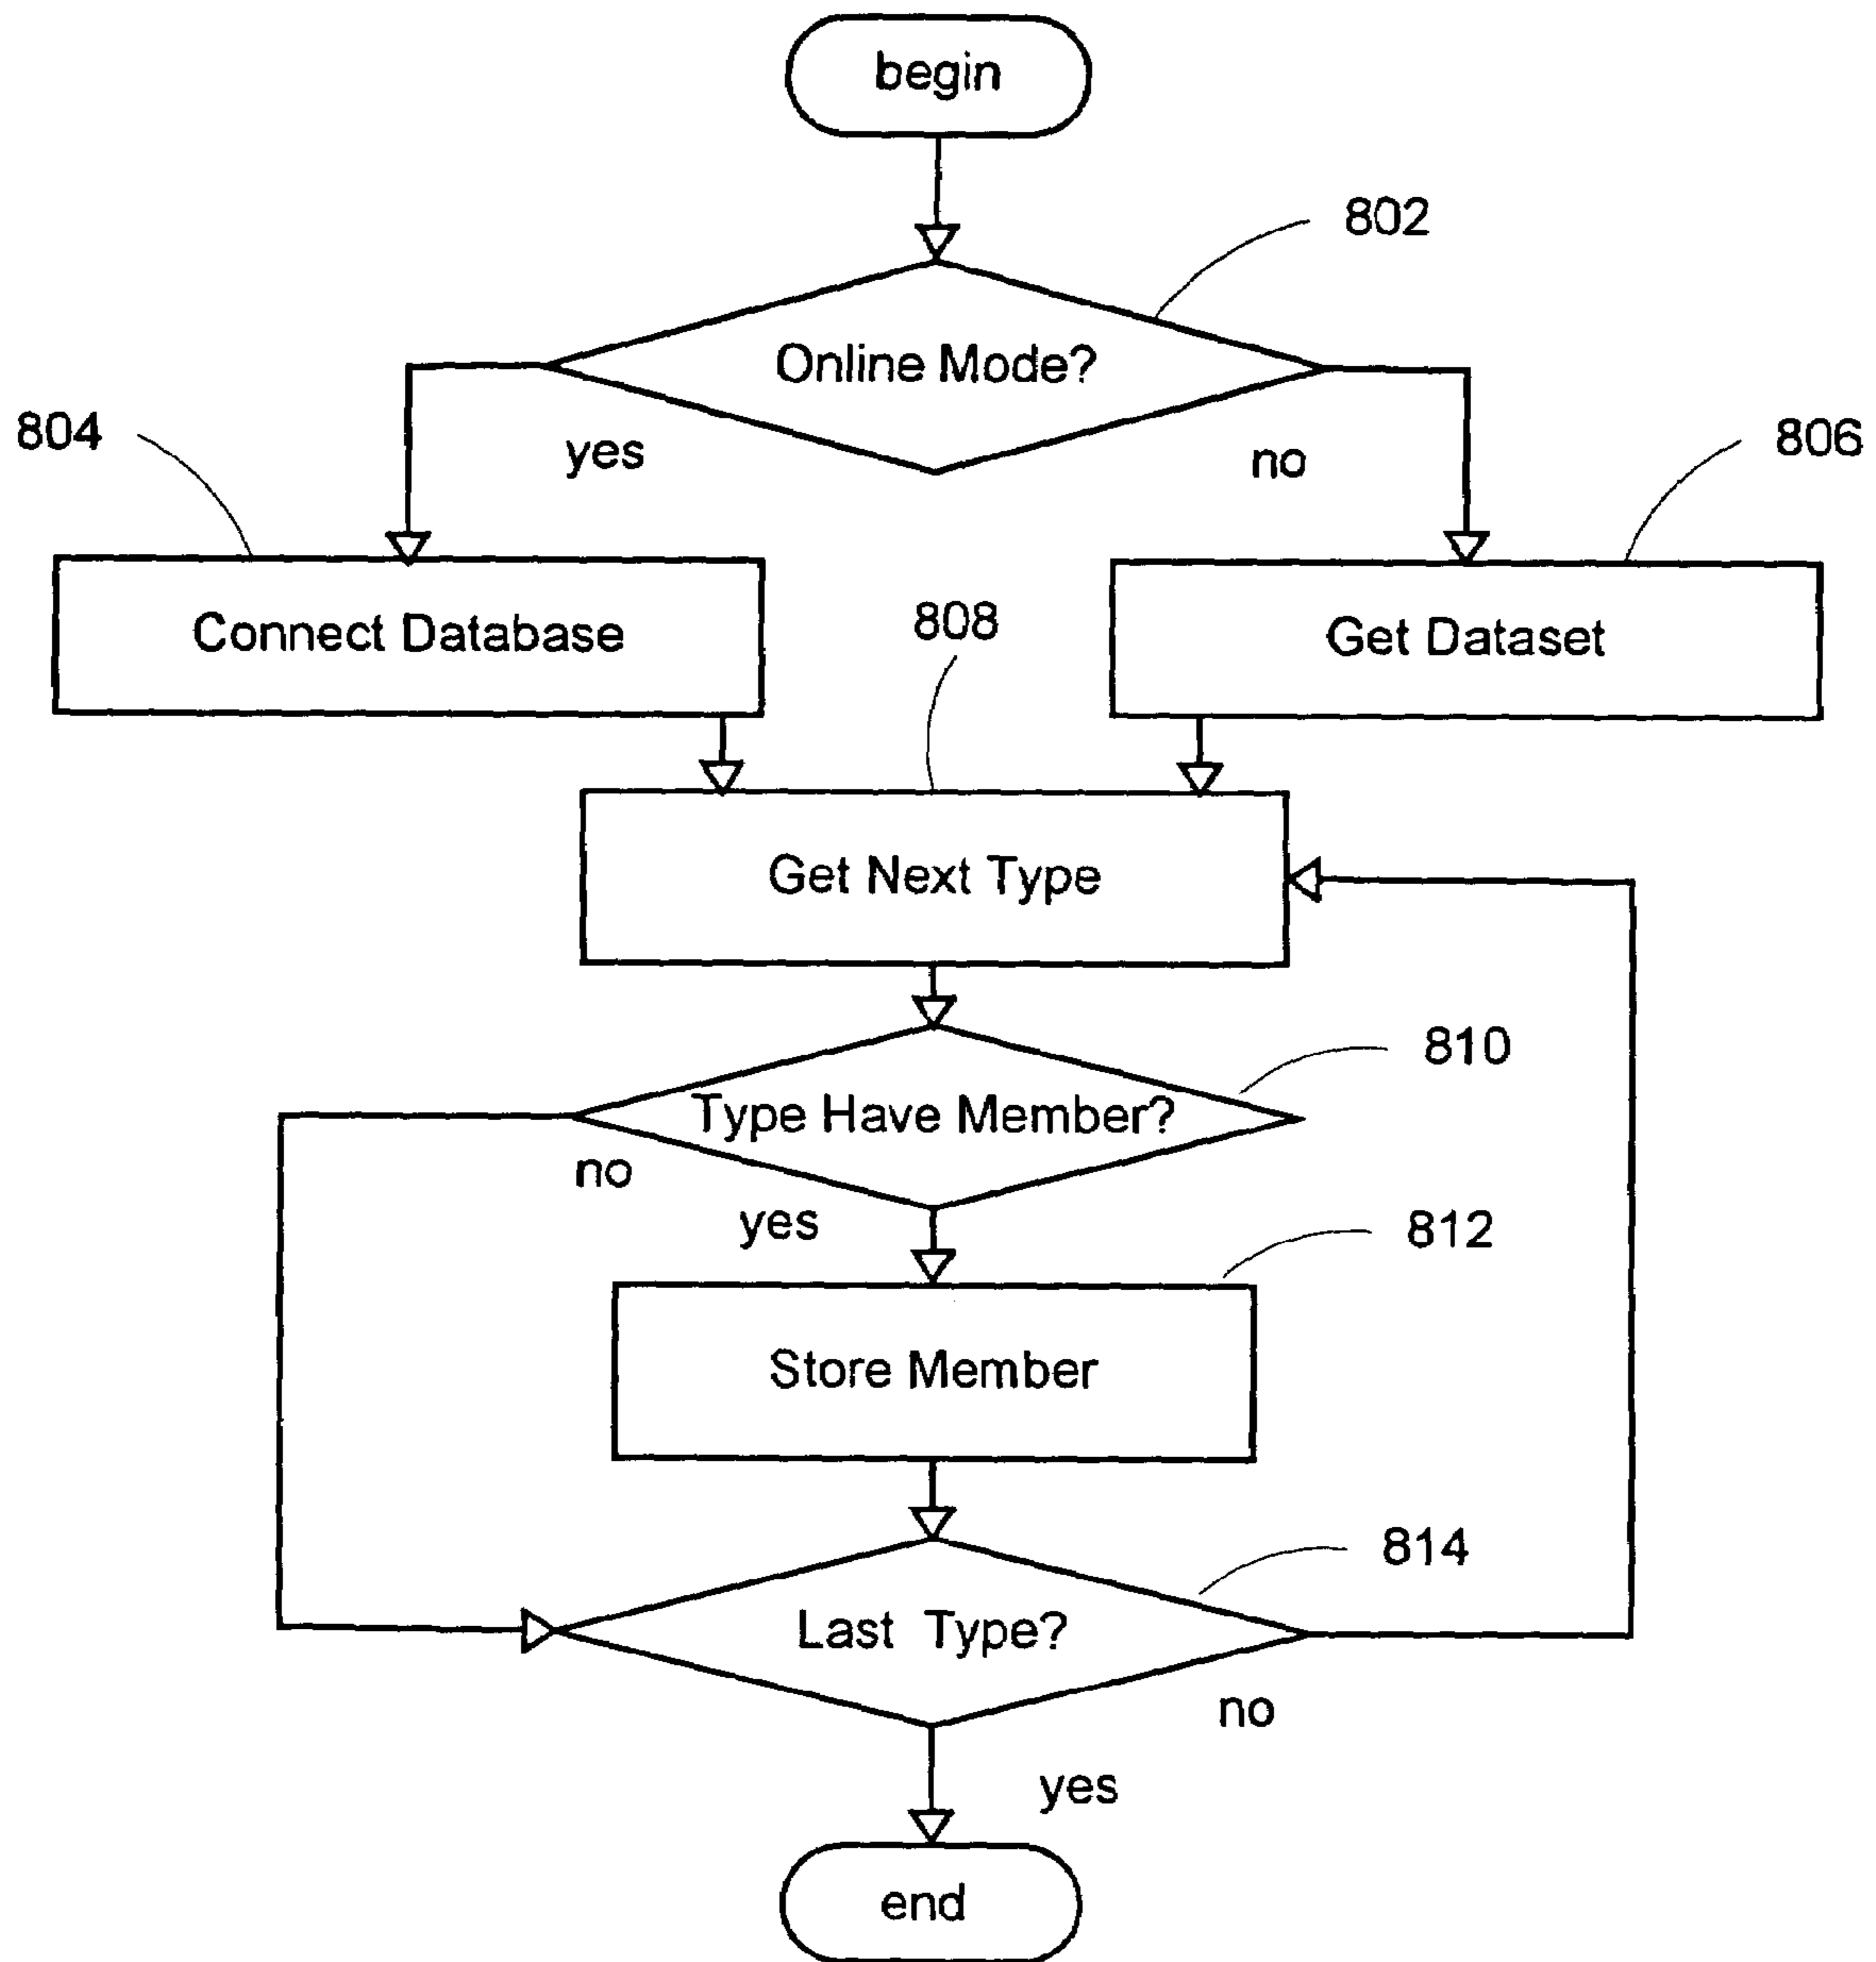 begin
802
Online Mode?
804
yes
no
806
Connect Database
808
Get Dataset
Get Next Type
810
Type Have Member?
no
yes
812
Store Member
814
Last Type?
no
yes
end